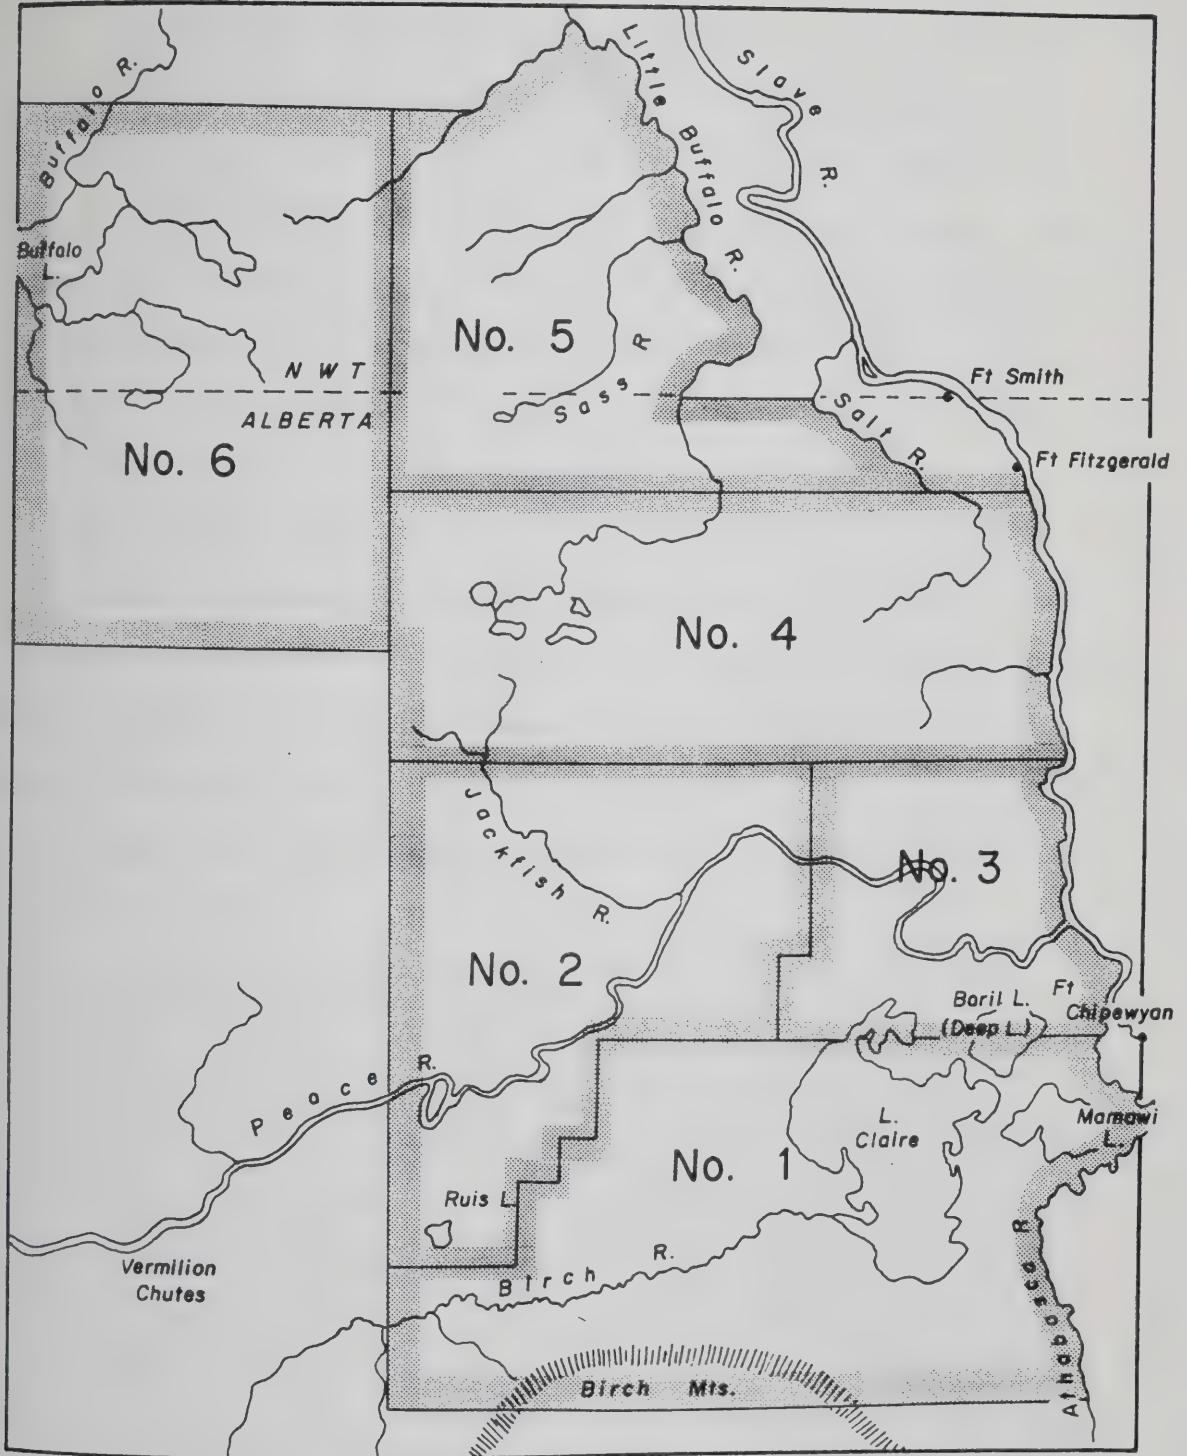 Buffalo R.
Little Buffalo R.
Slave R.
Buffalo
L.
No. 5
Sass R
N W T
ALBERTA
No. 6
Ft Smith
Salt R.
Ft Fitzgerald
No. 4
Jackfish R.
No. 3
No. 2
Boril L.
(Deep L.)
Ft
Chipewyan
Peace R.
L.
Claire
Mamawi
L.
No. 1
Ruis L.
Birch R.
Vermilion
Chutes
Athabasca R
Birch Mts.